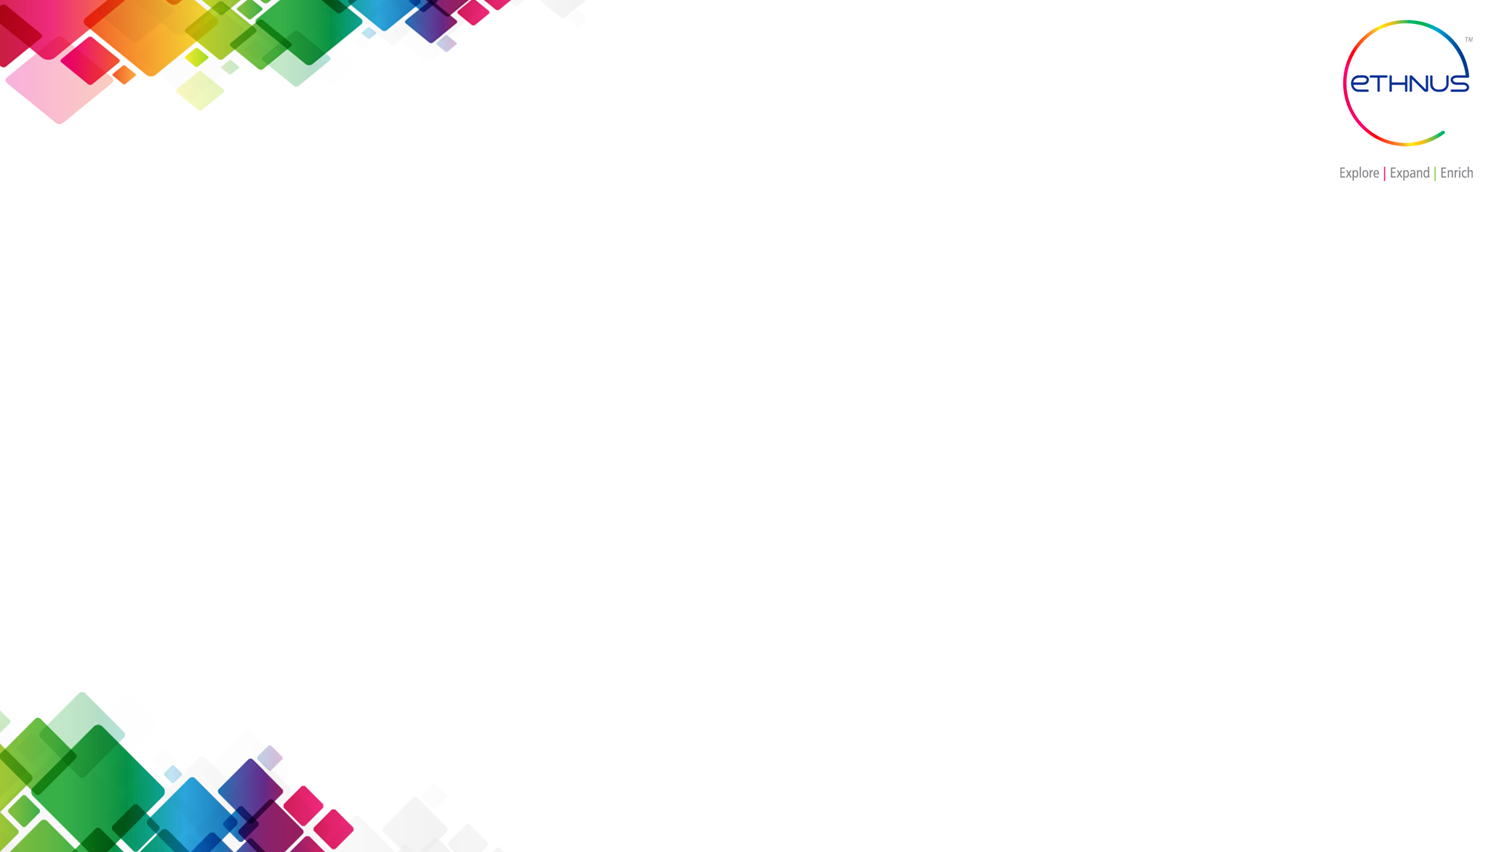 TM
eTHNUS
Explore | Expand | Enrich